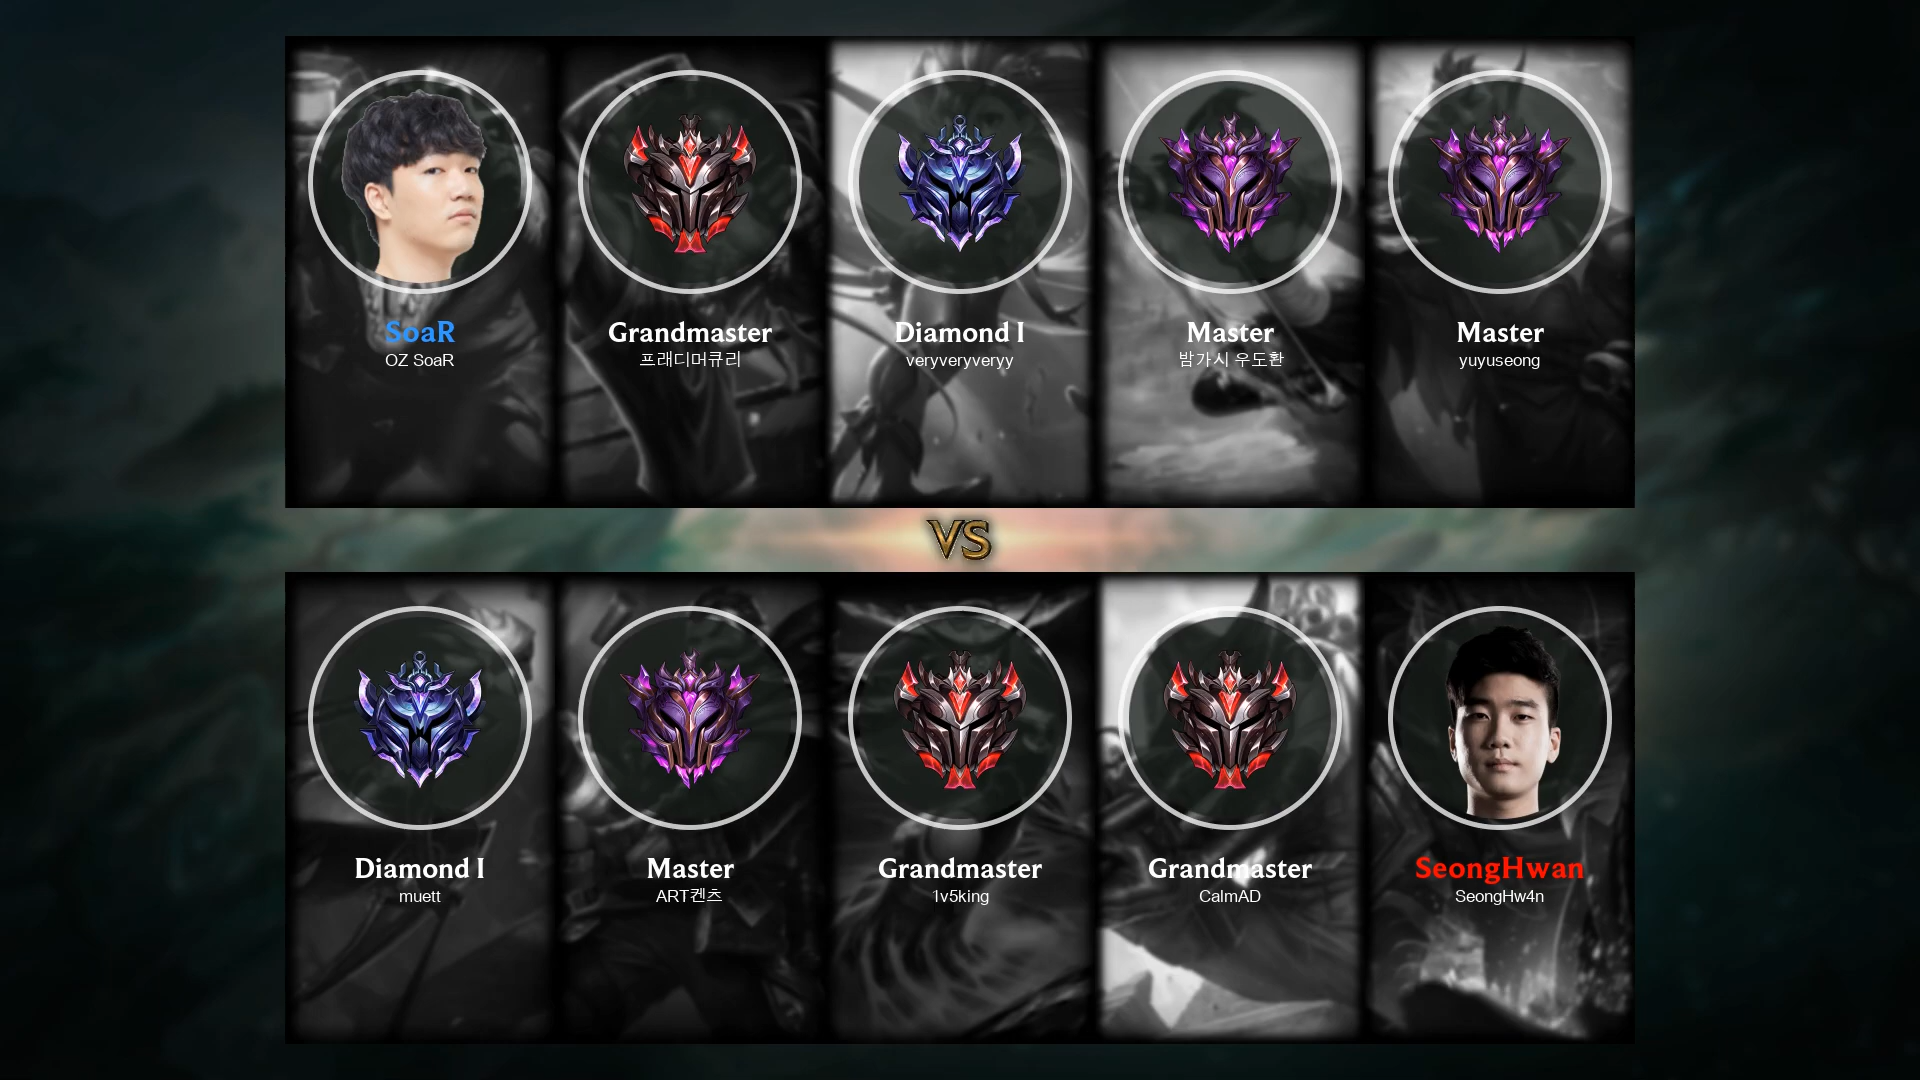 SoaR
OZ SoaR
Grandmaster
프래디머큐리
Diamond I
veryveryveryy
Master
밤가시 우도환
Master
yuyuseong
VS
Diamond I
muett
Master
ART켄츠
Grandmaster
1v5king
Grandmaster
CalmAD
SeongHwan
SeongHw4n